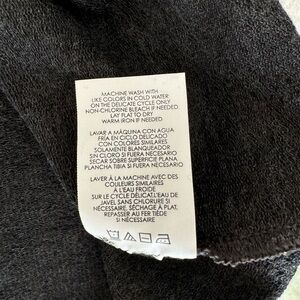 MACHINE WASH WITH
LIKE COLORS IN COLD WATER
ON THE DELICATE CYCLE ONLY
NON-CHLORINE BLEACH IF NEEDED
LAY FLAT TO DRY
WARM IRON IF NEEDED
LAVAR A MÁQUINA CON AGUA
FRÍA EN CICLO DELICADO
CON COLORES SIMILARES
SOLAMENTE BLANQUEADOR
SIN CLORO SI FUERA NECESARIO
SECAR SOBRE SUPERFICIE PLANA
PLANCHA TIBIA SI FUERA NECESARIO
LAVER À LA MACHINE AVEC DES
COULEURS SIMILAIRES
À L'EAU FROIDE
SUR LE CYCLE DÉLICAT,L'EAU DE
JAVEL SANS CHLORE SI
NÉCESSAIRE, SÉCHAGE À PLAT,
REPASSER AU FER TIÈDE
SI NÉCESSAIRE